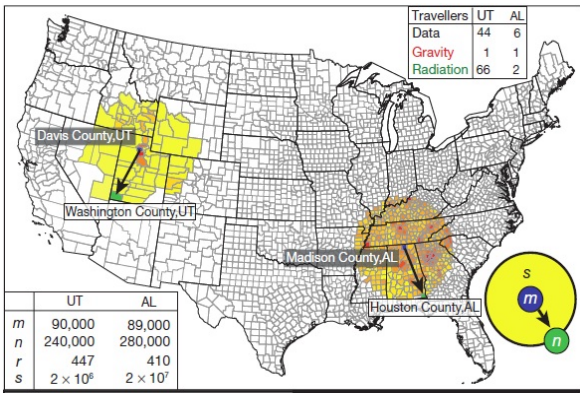 Travellers UT AL
Data 44 6
Gravity 1 1
Radiation 66 2
Davis County,UT
Washington County,UT
Madison County,AL
Houston County,AL
s
m
n
UT AL
m 90,000 89,000
n 240,000 280,000
r 447 410
s 2 × 10⁶ 2 × 10⁷